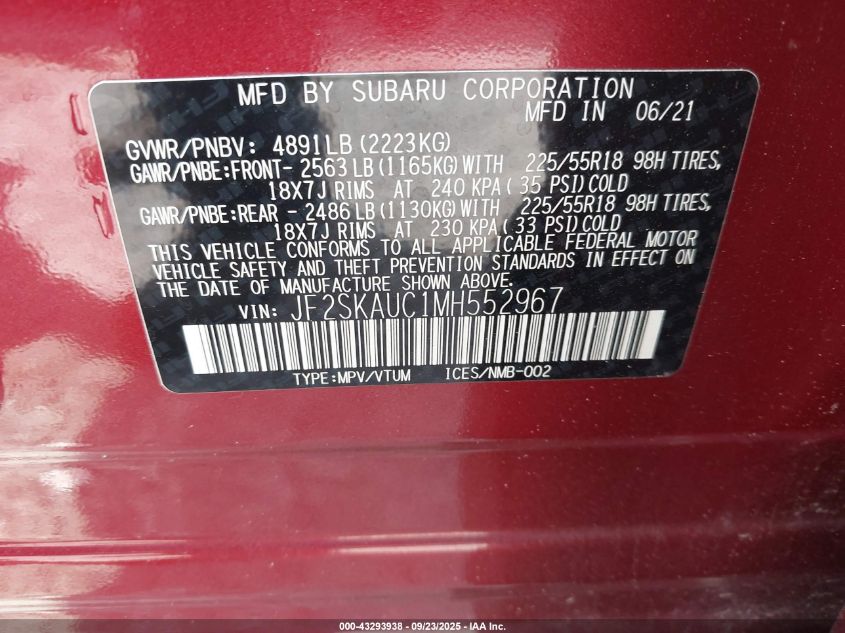 MFD BY SUBARU CORPORATION
MFD IN 06/21
GVWR/PNBV: 4891LB (2223KG)
GAWR/PNBE:FRONT- 2563 LB (1165KG) WITH 225/55R18 98H TIRES,
18X7J RIMS AT 240 KPA ( 35 PSI) COLD
GAWR/PNBE:REAR - 2486 LB (1130KG) WITH 225/55R18 98H TIRES,
18X7J RIMS AT 230 KPA ( 33 PSI) COLD
THIS VEHICLE CONFORMS TO ALL APPLICABLE FEDERAL MOTOR
VEHICLE SAFETY AND THEFT PREVENTION STANDARDS IN EFFECT ON
THE DATE OF MANUFACTURE SHOWN ABOVE.
VIN: JF2SKAUC1MH552967
TYPE:MPV/VTUM ICES/NMB-002
000-43293938 - 09/23/2025 - IAA Inc.